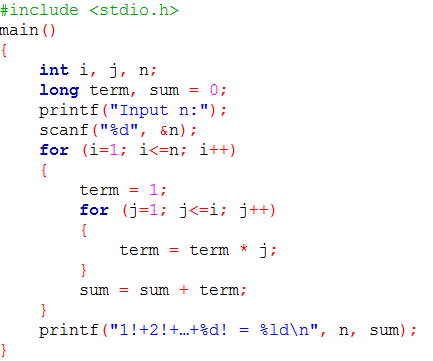 #include <stdio.h>
main()
{
    int i, j, n;
    long term, sum = 0;
    printf("Input n:");
    scanf("%d", &n);
    for (i=1; i<=n; i++)
    {
        term = 1;
        for (j=1; j<=i; j++)
        {
            term = term * j;
        }
        sum = sum + term;
    }
    printf("1!+2!+…+%d! = %ld\n", n, sum);
}